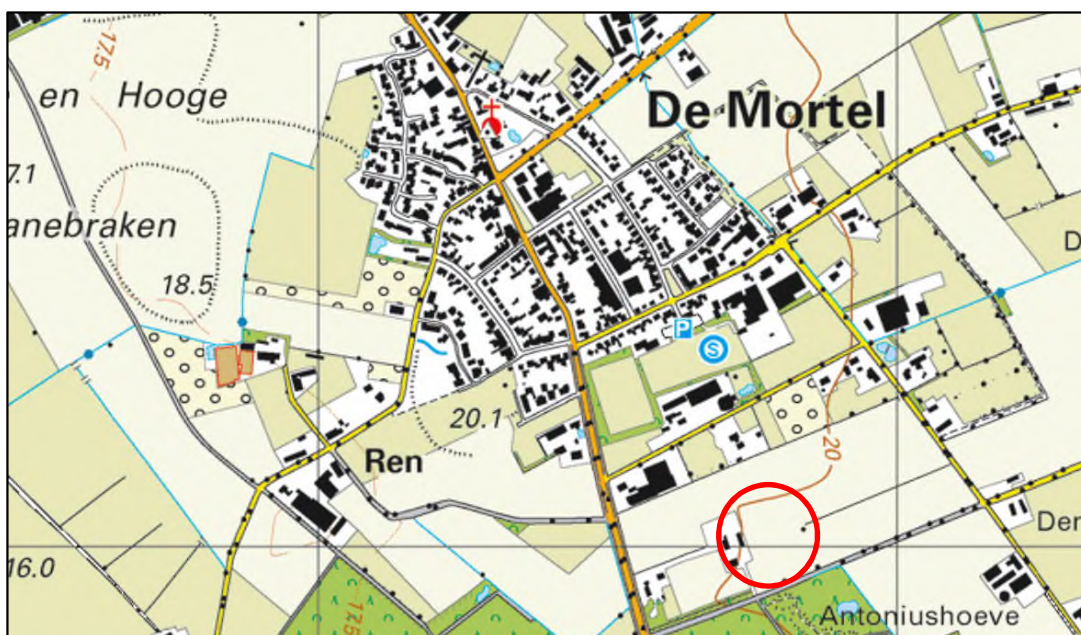 17.5
en Hooge
De Mortel
7.1
anebraken
D
18.5
P
S
20.1
20
Ren
Der
16.0
17.5
Antoniushoeve